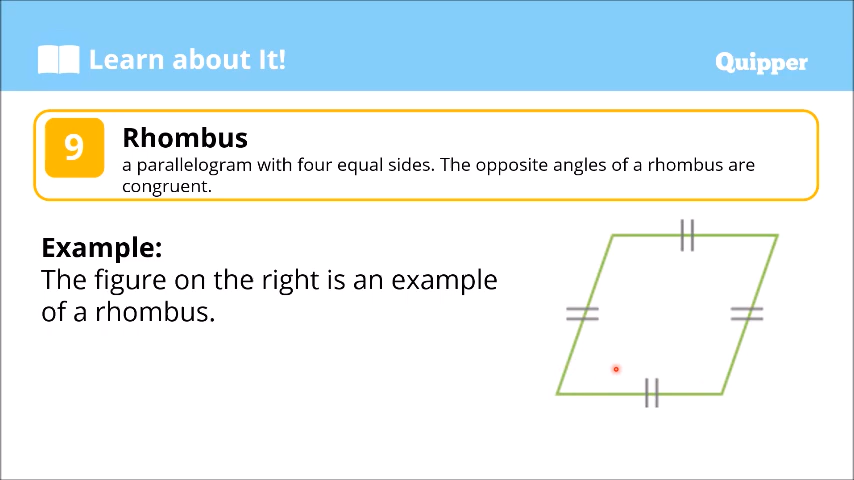 Learn about It!
Quipper
9
Rhombus
a parallelogram with four equal sides. The opposite angles of a rhombus are
congruent.
Example:
The figure on the right is an example
of a rhombus.